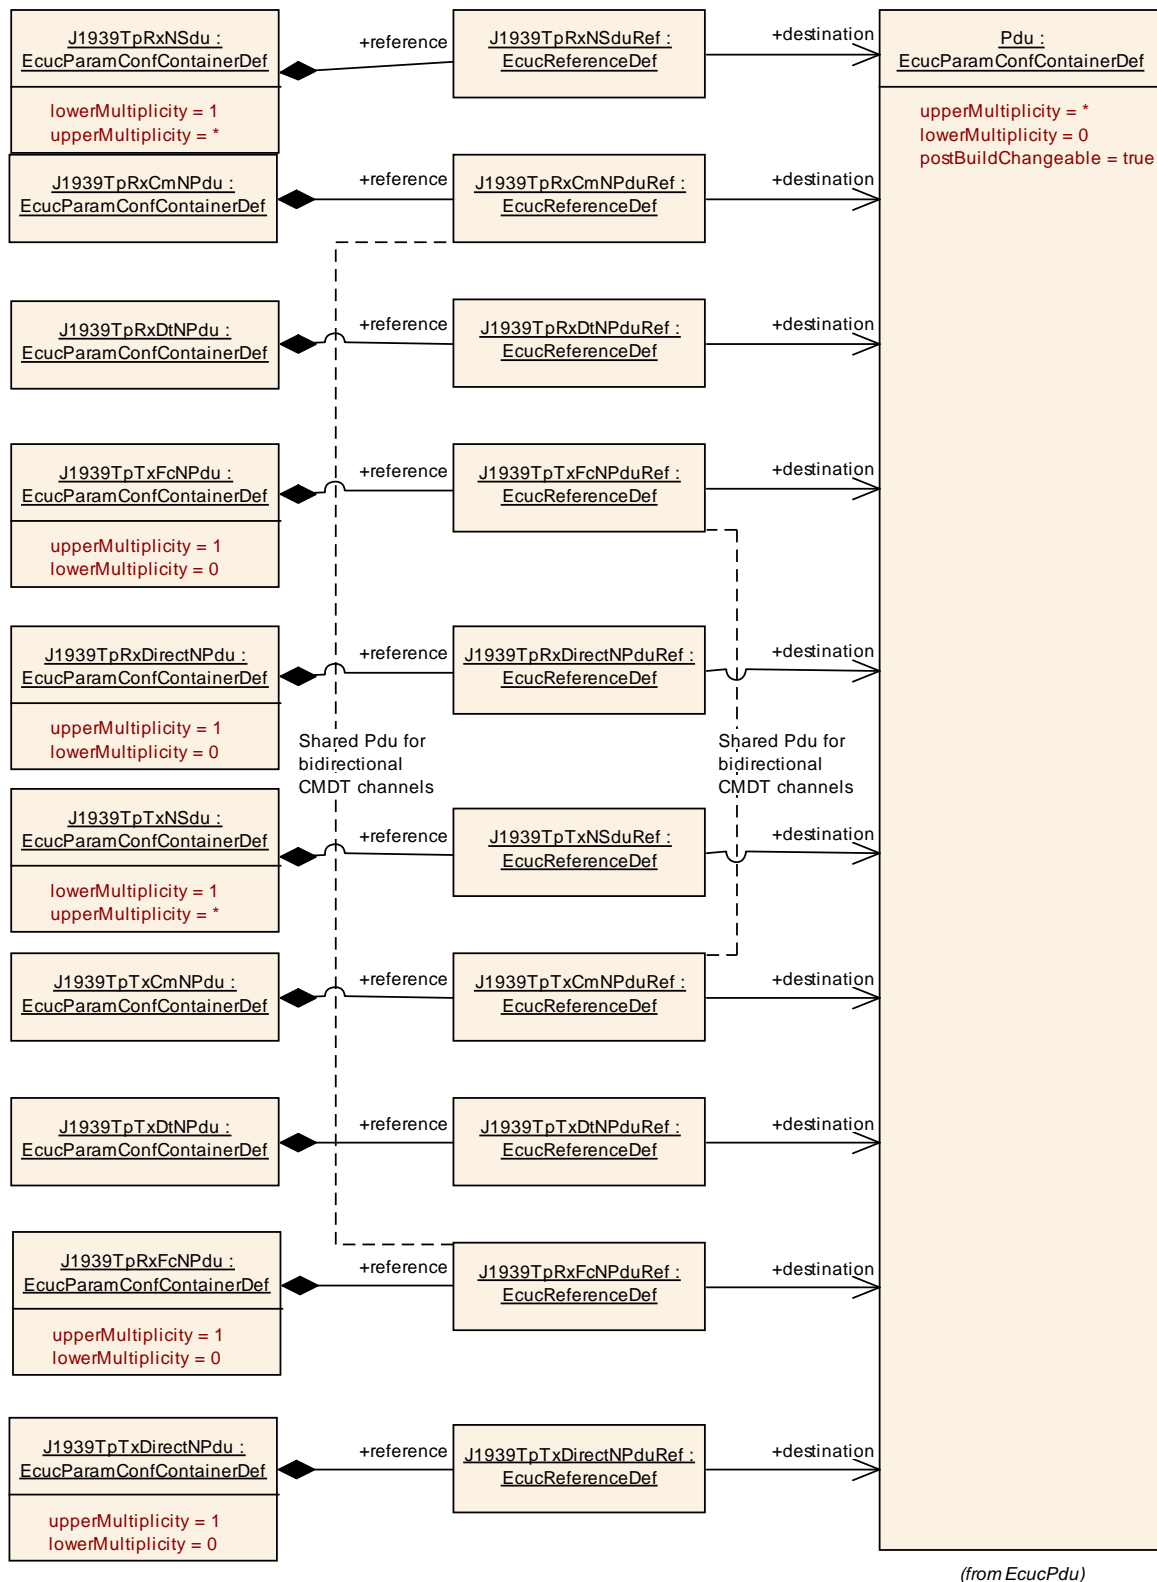 J1939TpRxNSdu :
EcucParamConfContainerDef
lowerMultiplicity = 1
upperMultiplicity = *
+reference
J1939TpRxNSduRef :
EcucReferenceDef
+destination
Pdu :
EcucParamConfContainerDef
upperMultiplicity = *
lowerMultiplicity = 0
postBuildChangeable = true
J1939TpRxCmNPdu :
EcucParamConfContainerDef
+reference
J1939TpRxCmNPduRef :
EcucReferenceDef
+destination
J1939TpRxDtNPdu :
EcucParamConfContainerDef
+reference
J1939TpRxDtNPduRef :
EcucReferenceDef
+destination
J1939TpTxFcNPdu :
EcucParamConfContainerDef
upperMultiplicity = 1
lowerMultiplicity = 0
+reference
J1939TpTxFcNPduRef :
EcucReferenceDef
+destination
J1939TpRxDirectNPdu :
EcucParamConfContainerDef
upperMultiplicity = 1
lowerMultiplicity = 0
+reference
J1939TpRxDirectNPduRef :
EcucReferenceDef
+destination
Shared Pdu for
bidirectional
CMDT channels
Shared Pdu for
bidirectional
CMDT channels
J1939TpTxNSdu :
EcucParamConfContainerDef
lowerMultiplicity = 1
upperMultiplicity = *
+reference
J1939TpTxNSduRef :
EcucReferenceDef
+destination
J1939TpTxCmNPdu :
EcucParamConfContainerDef
+reference
J1939TpTxCmNPduRef :
EcucReferenceDef
+destination
J1939TpTxDtNPdu :
EcucParamConfContainerDef
+reference
J1939TpTxDtNPduRef :
EcucReferenceDef
+destination
J1939TpRxFcNPdu :
EcucParamConfContainerDef
upperMultiplicity = 1
lowerMultiplicity = 0
+reference
J1939TpRxFcNPduRef :
EcucReferenceDef
+destination
J1939TpTxDirectNPdu :
EcucParamConfContainerDef
upperMultiplicity = 1
lowerMultiplicity = 0
+reference
J1939TpTxDirectNPduRef :
EcucReferenceDef
+destination
(from EcucPdu)